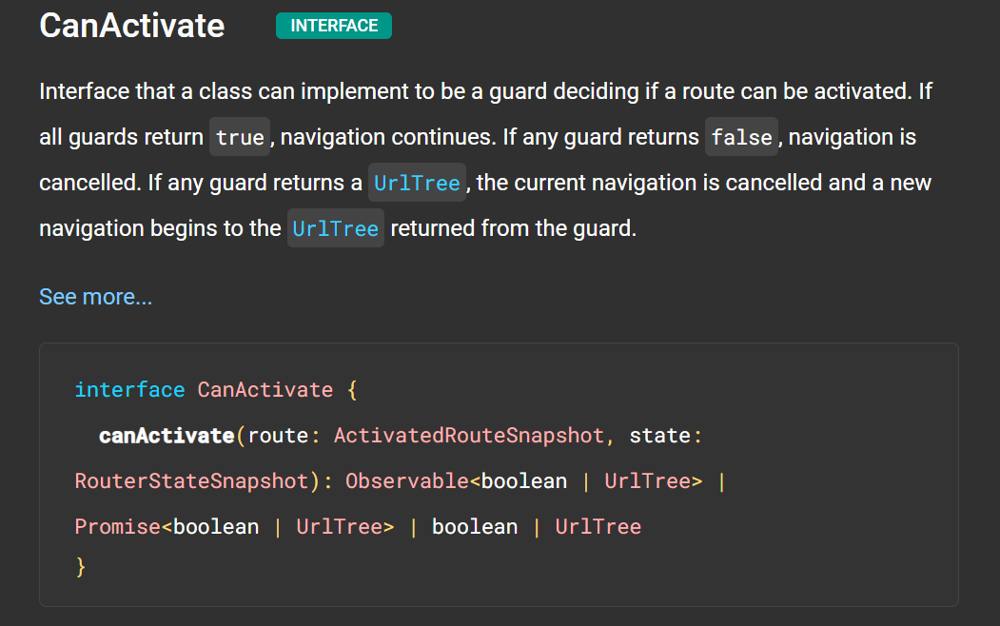 CanActivate INTERFACE
Interface that a class can implement to be a guard deciding if a route can be activated. If
all guards return true, navigation continues. If any guard returns false, navigation is
cancelled. If any guard returns a UrlTree, the current navigation is cancelled and a new
navigation begins to the UrlTree returned from the guard.
See more...
interface CanActivate {
canActivate(route: ActivatedRouteSnapshot, state:
RouterStateSnapshot): Observable<boolean | UrlTree> |
Promise<boolean | UrlTree> | boolean | UrlTree
}